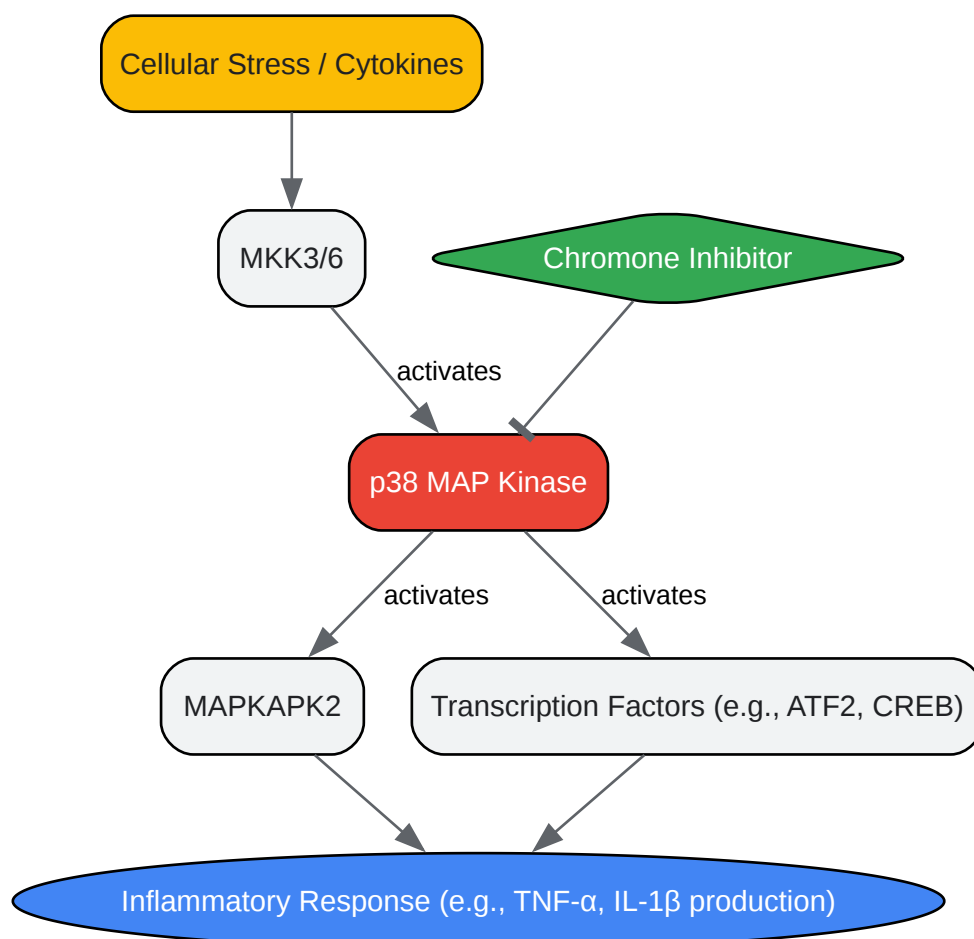 Cellular Stress / Cytokines
MKK3/6
Chromone Inhibitor
activates
p38 MAP Kinase
activates
activates
MAPKAPK2
Transcription Factors (e.g., ATF2, CREB)
Inflammatory Response (e.g., TNF-α, IL-1β production)